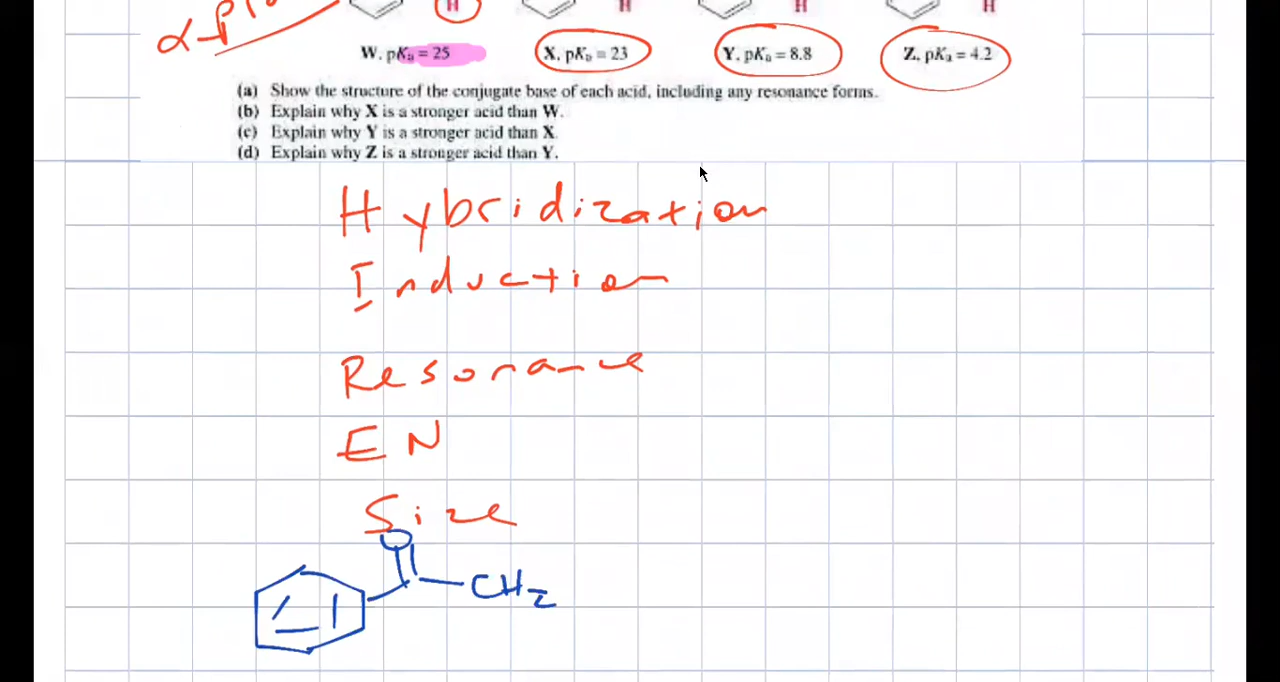 H H H H
α-pro
W. pKa = 25 X. pKa = 23 Y. pKa = 8.8 Z. pKa = 4.2
(a) Show the structure of the conjugate base of each acid, including any resonance forms.
(b) Explain why X is a stronger acid than W.
(c) Explain why Y is a stronger acid than X.
(d) Explain why Z is a stronger acid than Y.
Hybridization
Induction
Resonance
EN
Size
O
CH2